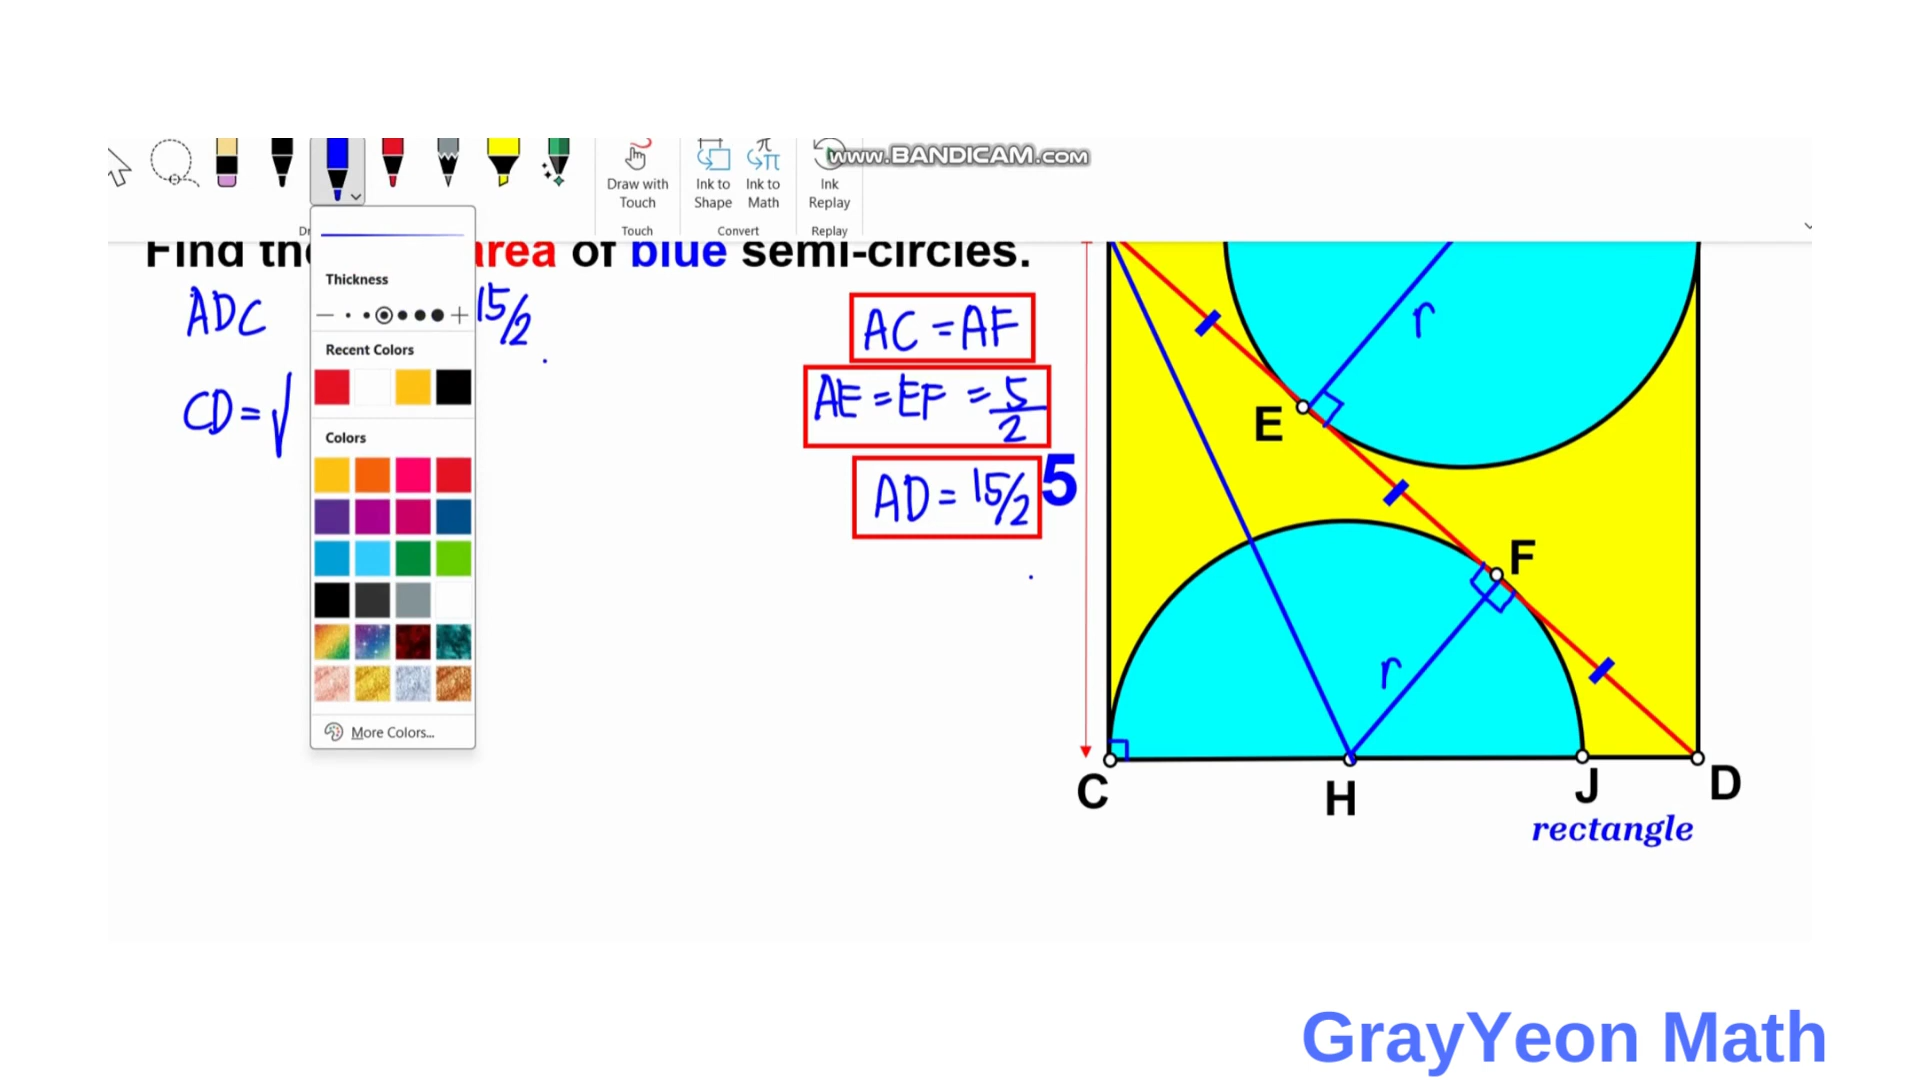 www.BANDICAM.com
Draw with Touch
Ink to Shape
Ink to Math
Ink Replay
Touch
Convert
Replay
Find the area of blue semi-circles.
Thickness
Recent Colors
Colors
More Colors...
ADC
15/2
CD = √
AC = AF
AE = EF = 5/2
AD = 15/2
5
r
E
F
r
C
H
J
D
rectangle
GrayYeon Math